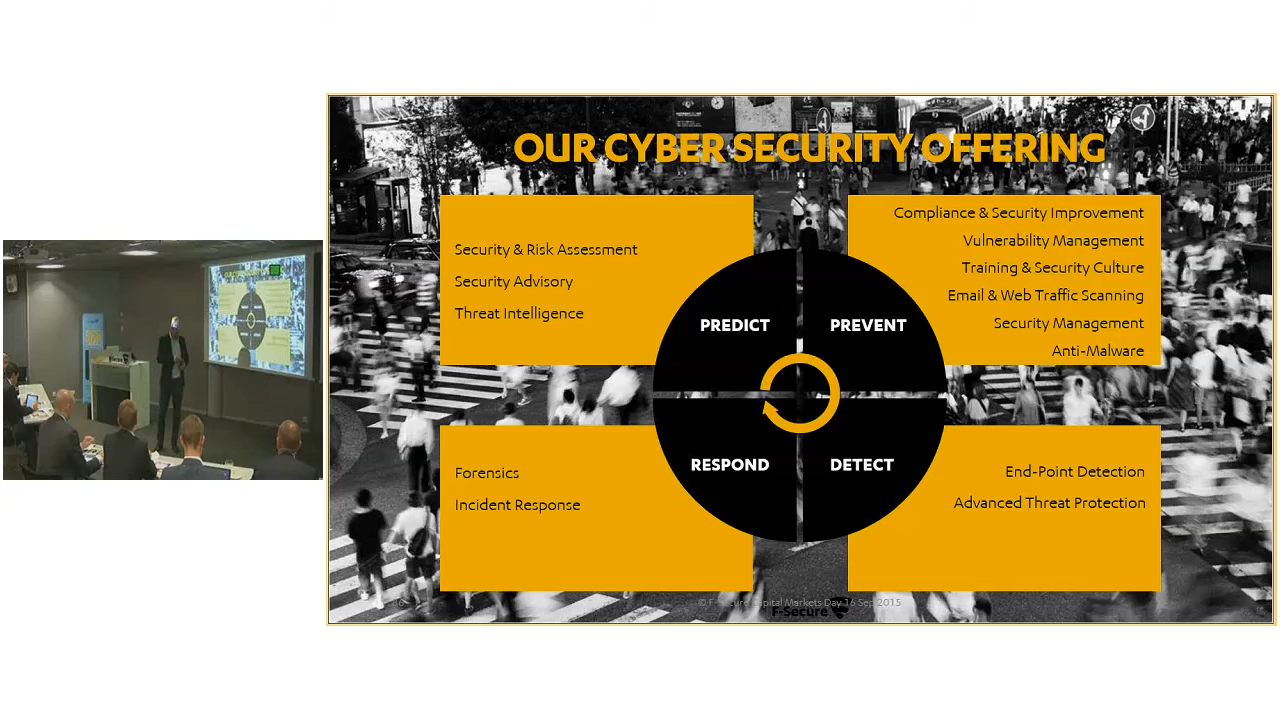 OUR CYBER SECURITY OFFERING
Security & Risk Assessment
Security Advisory
Threat Intelligence
Compliance & Security Improvement
Vulnerability Management
Training & Security Culture
Email & Web Traffic Scanning
Security Management
Anti-Malware
PREDICT
PREVENT
RESPOND
DETECT
Forensics
Incident Response
End-Point Detection
Advanced Threat Protection
© F-Secure Capital Markets Day 16 Sep 2015
F-Secure